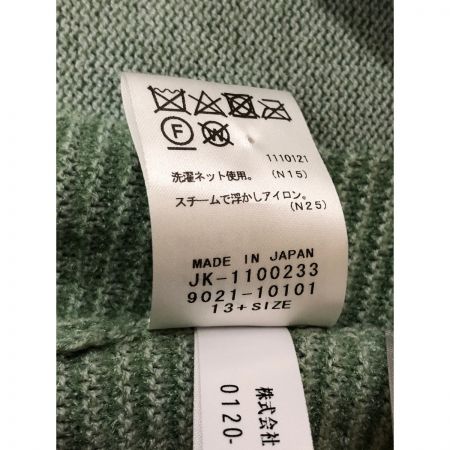 F W
1110121
洗濯ネット使用。 (N15)
スチームで浮かしアイロン。
(N25)
MADE IN JAPAN
JK-1100233
9021-10101
13+SIZE
株式会社
0120-